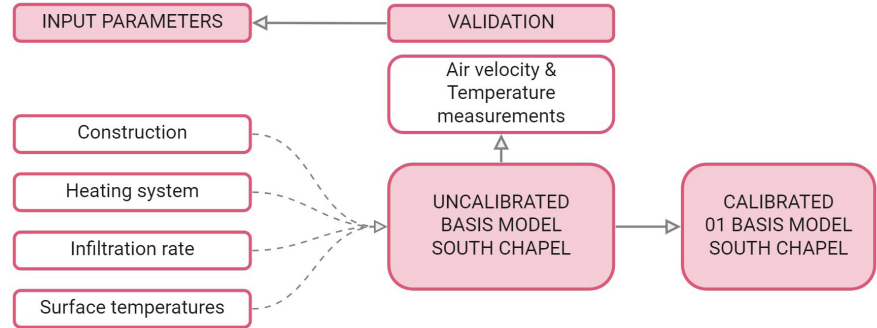 INPUT PARAMETERS
VALIDATION
Air velocity &
Temperature
measurements
Construction
Heating system
Infiltration rate
Surface temperatures
UNCALIBRATED
BASIS MODEL
SOUTH CHAPEL
CALIBRATED
01 BASIS MODEL
SOUTH CHAPEL